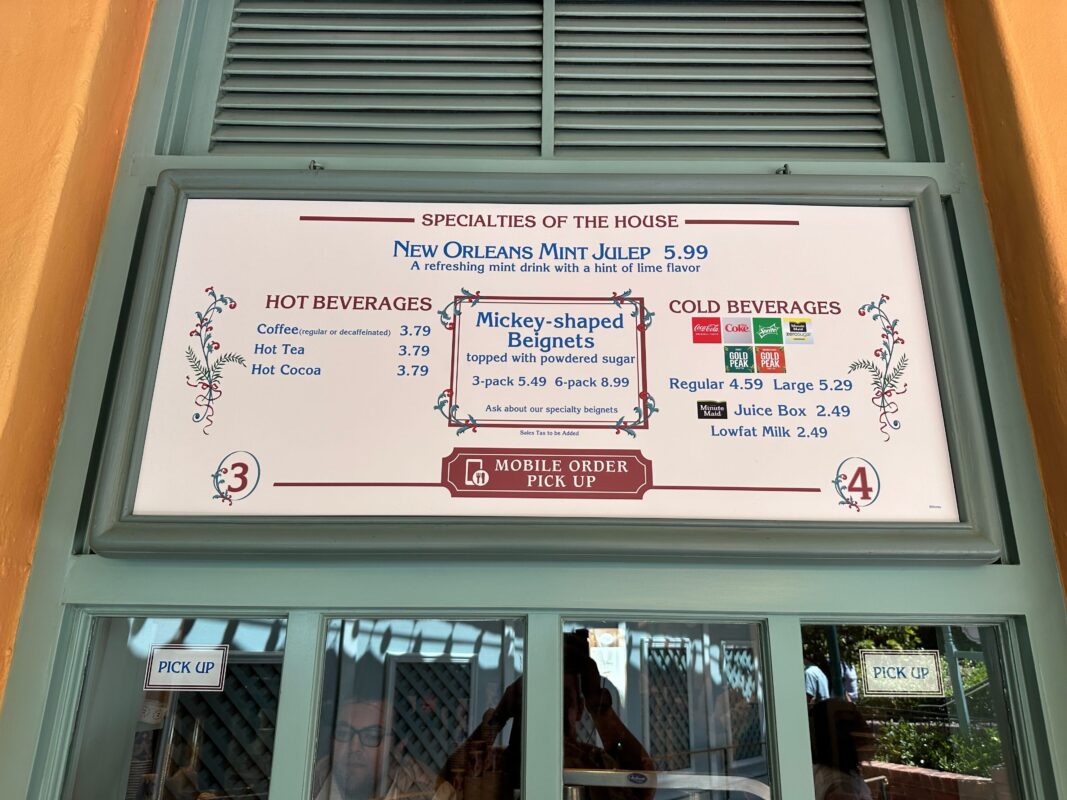 SPECIALTIES OF THE HOUSE
NEW ORLEANS MINT JULEP 5.99
A refreshing mint drink with a hint of lime flavor
HOT BEVERAGES
Coffee (regular or decaffeinated) 3.79
Hot Tea 3.79
Hot Cocoa 3.79
Mickey-shaped
Beignets
topped with powdered sugar
3-pack 5.49 6-pack 8.99
Ask about our specialty beignets
Sales Tax to be Added
COLD BEVERAGES
Coca-Cola
Coke
Sprite
Minute Maid
GOLD PEAK
GOLD PEAK
Regular 4.59 Large 5.29
Minute Maid Juice Box 2.49
Lowfat Milk 2.49
3
MOBILE ORDER
PICK UP
4
PICK UP
PICK UP